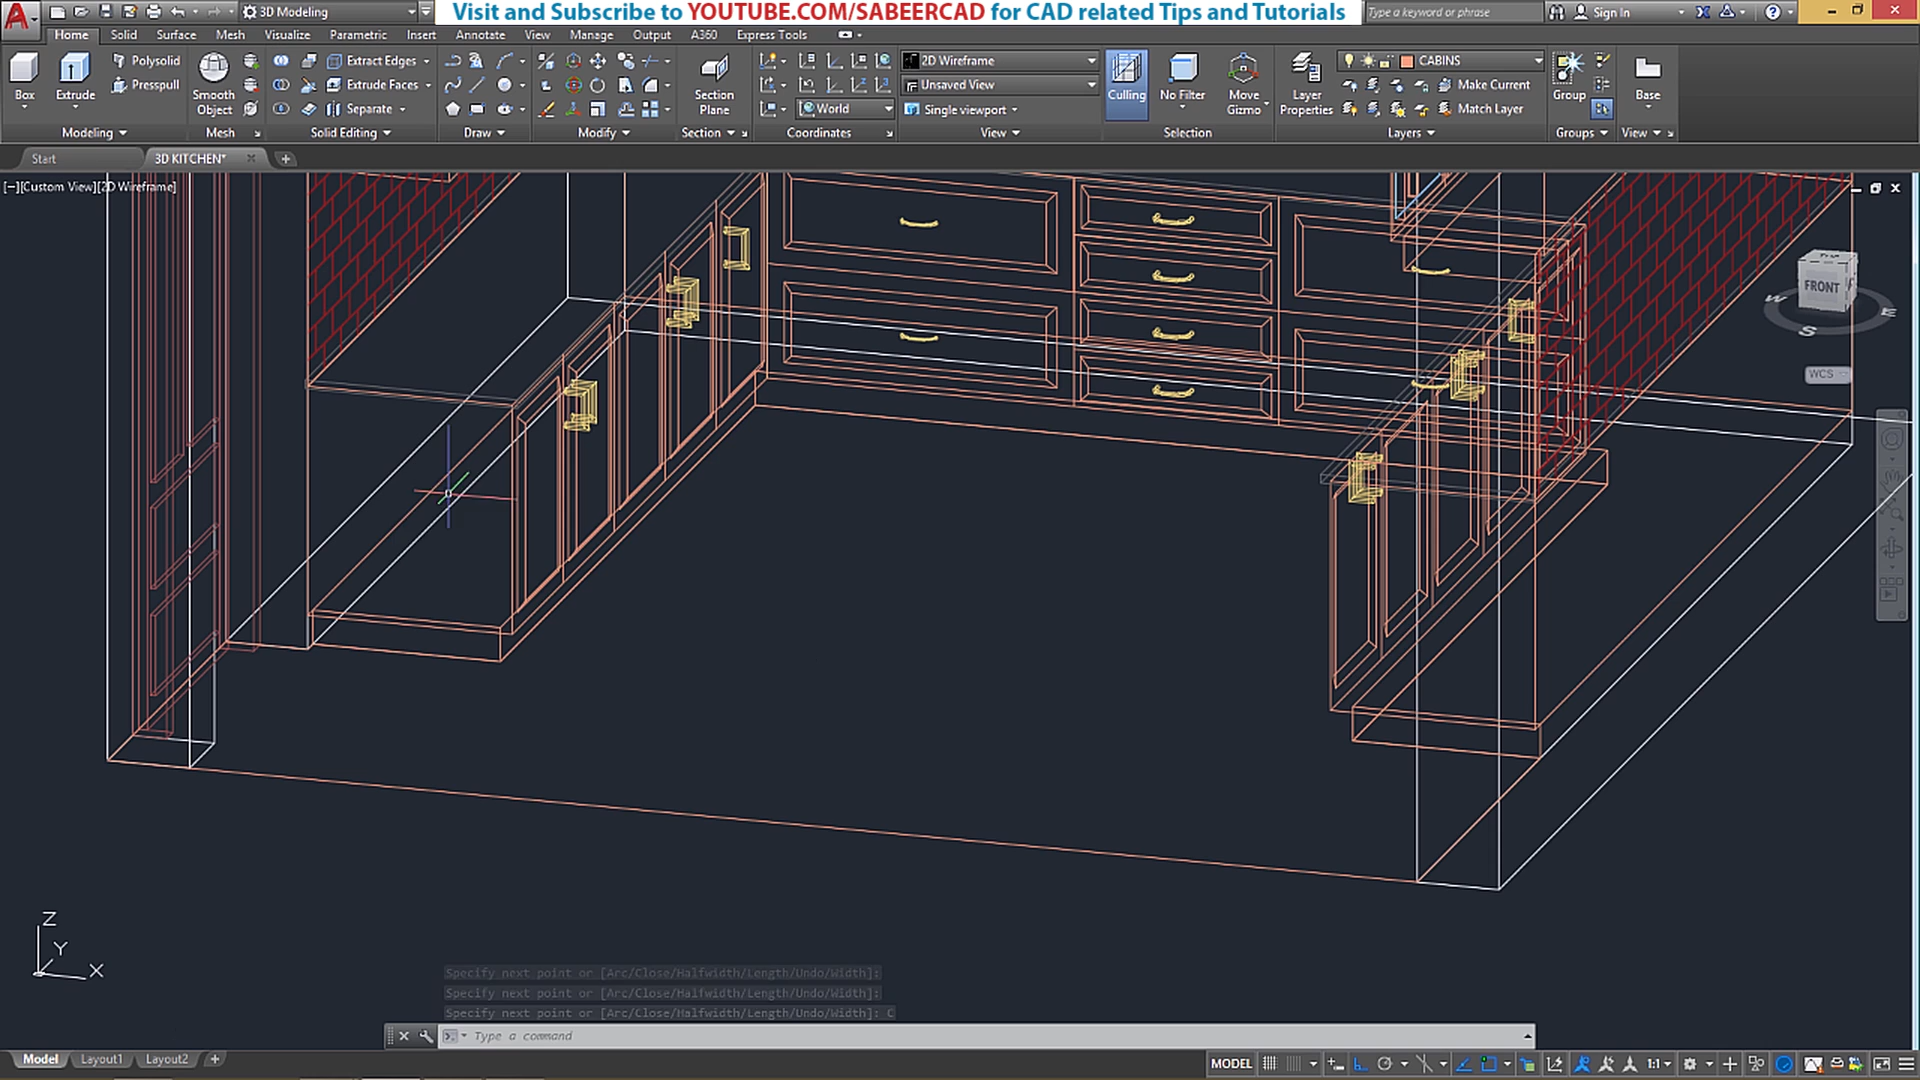 3D Modeling
Visit and Subscribe to YOUTUBE.COM/SABEERCAD for CAD related Tips and Tutorials
Type a keyword or phrase
Sign In
Home Solid Surface Mesh Visualize Parametric Insert Annotate View Manage Output A360 Express Tools
Box
Extrude
Polysolid
Presspull
Smooth Object
Extract Edges
Extrude Faces
Separate
Section Plane
World
2D Wireframe
Unsaved View
Single viewport
Culling
No Filter
Move Gizmo
Layer Properties
CABINS
Make Current
Match Layer
Group
Base
Modeling Mesh Solid Editing Draw Modify Section Coordinates View Selection Layers Groups View
Start 3D KITCHEN*
[−][Custom View][2D Wireframe]
TOP
FRONT
W
S
E
WCS
Z
Y
X
Specify next point or [Arc/Close/Halfwidth/Length/Undo/Width]:
Specify next point or [Arc/Close/Halfwidth/Length/Undo/Width]:
Specify next point or [Arc/Close/Halfwidth/Length/Undo/Width]: C
Type a command
Model Layout1 Layout2
MODEL
1:1